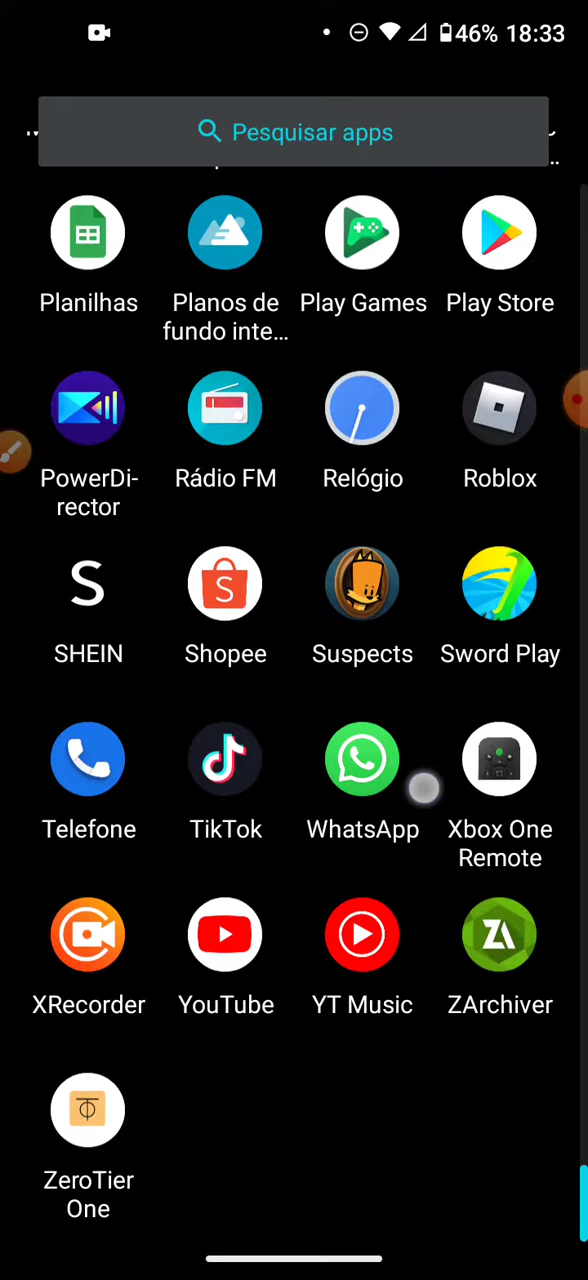 46% 18:33
Pesquisar apps
Planilhas
Planos de
fundo inte...
Play Games
Play Store
PowerDi-
rector
Rádio FM
Relógio
Roblox
S
SHEIN
S
Shopee
Suspects
Sword Play
Telefone
TikTok
WhatsApp
Xbox One
Remote
XRecorder
YouTube
YT Music
ZA
ZArchiver
ZeroTier
One